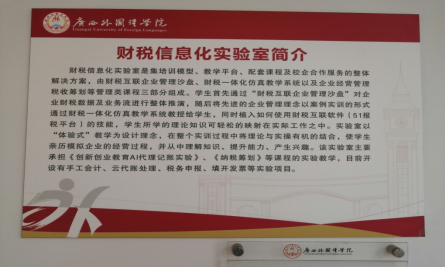 广西外国语学院
Guangxi University of Foreign Languages
财税信息化实验室简介
财税信息化实验室是集培训模型、教学平台、配套课程及校企合作服务的整体
解决方案,由财税互联企业管理沙盘、财税一体化仿真教学系统以及企业经营管理
税收筹划等管理类课程三部分组成。学生首先通过“财税互联企业管理沙盘”对企
业财税数据及业务流进行整体推演,随后将先进的企业管理理念以案例实训的形式
通过财税一体化仿真教学系统教授给学生,同时植入如何使用财税互联软件(51报
税平台)的技能,学生所学的理论知识可轻松的映射在实际工作之中。实验室以
“体验式”教学为设计理念,在整个实训过程中将理论与实操有机的结合,使学生
亲历模拟企业的经营过程,并从中理解知识、提升能力、产生兴趣。该实验室主要
承担《创新创业教育AI代理记账实验》、《纳税筹划》等课程的实验教学,目前开
设有手工会计、云代账处理、税务申报、填开发票等实验项目。
广西外国语学院